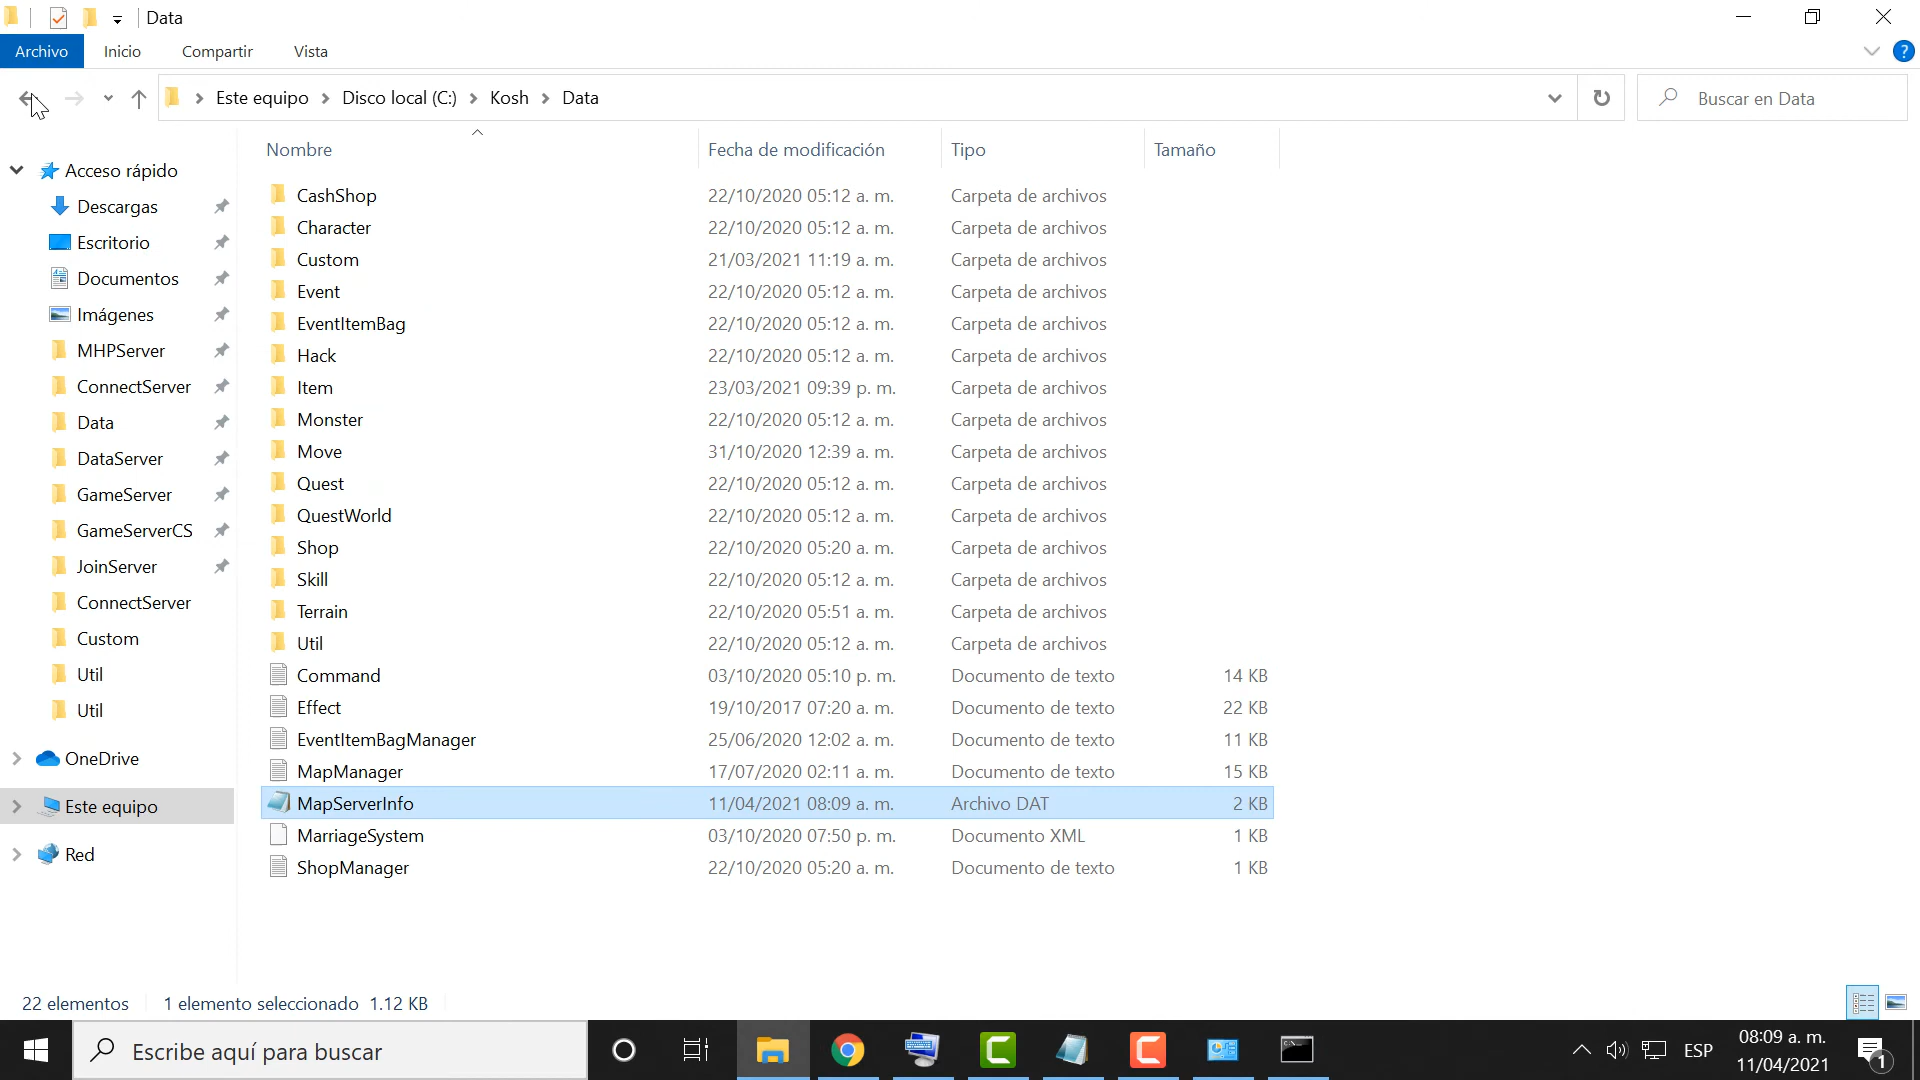 Data
Archivo Inicio Compartir Vista ?
Este equipo Disco local (C:) Kosh Data Buscar en Data
Nombre Fecha de modificación Tipo Tamaño
Acceso rápido
Descargas
Escritorio
Documentos
Imágenes
MHPServer
ConnectServer
Data
DataServer
GameServer
GameServerCS
JoinServer
ConnectServer
Custom
Util
Util
OneDrive
Este equipo
Red
CashShop 22/10/2020 05:12 a. m. Carpeta de archivos
Character 22/10/2020 05:12 a. m. Carpeta de archivos
Custom 21/03/2021 11:19 a. m. Carpeta de archivos
Event 22/10/2020 05:12 a. m. Carpeta de archivos
EventItemBag 22/10/2020 05:12 a. m. Carpeta de archivos
Hack 22/10/2020 05:12 a. m. Carpeta de archivos
Item 23/03/2021 09:39 p. m. Carpeta de archivos
Monster 22/10/2020 05:12 a. m. Carpeta de archivos
Move 31/10/2020 12:39 a. m. Carpeta de archivos
Quest 22/10/2020 05:12 a. m. Carpeta de archivos
QuestWorld 22/10/2020 05:12 a. m. Carpeta de archivos
Shop 22/10/2020 05:20 a. m. Carpeta de archivos
Skill 22/10/2020 05:12 a. m. Carpeta de archivos
Terrain 22/10/2020 05:51 a. m. Carpeta de archivos
Util 22/10/2020 05:12 a. m. Carpeta de archivos
Command 03/10/2020 05:10 p. m. Documento de texto 14 KB
Effect 19/10/2017 07:20 a. m. Documento de texto 22 KB
EventItemBagManager 25/06/2020 12:02 a. m. Documento de texto 11 KB
MapManager 17/07/2020 02:11 a. m. Documento de texto 15 KB
MapServerInfo 11/04/2021 08:09 a. m. Archivo DAT 2 KB
MarriageSystem 03/10/2020 07:50 p. m. Documento XML 1 KB
ShopManager 22/10/2020 05:20 a. m. Documento de texto 1 KB
22 elementos 1 elemento seleccionado 1.12 KB
Escribe aquí para buscar ESP 08:09 a. m.
11/04/2021 1